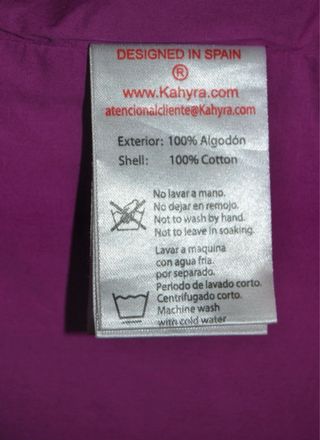 DESIGNED IN SPAIN
®
www.Kahyra.com
atencionalcliente@Kahyra.com
Exterior: 100% Algodón
Shell: 100% Cotton
No lavar a mano.
No dejar en remojo.
Not to wash by hand.
Not to leave in soaking.
Lavar a maquina
con agua fria.
por separado.
Periodo de lavado corto.
Centrifugado corto.
Machine wash
with cold water